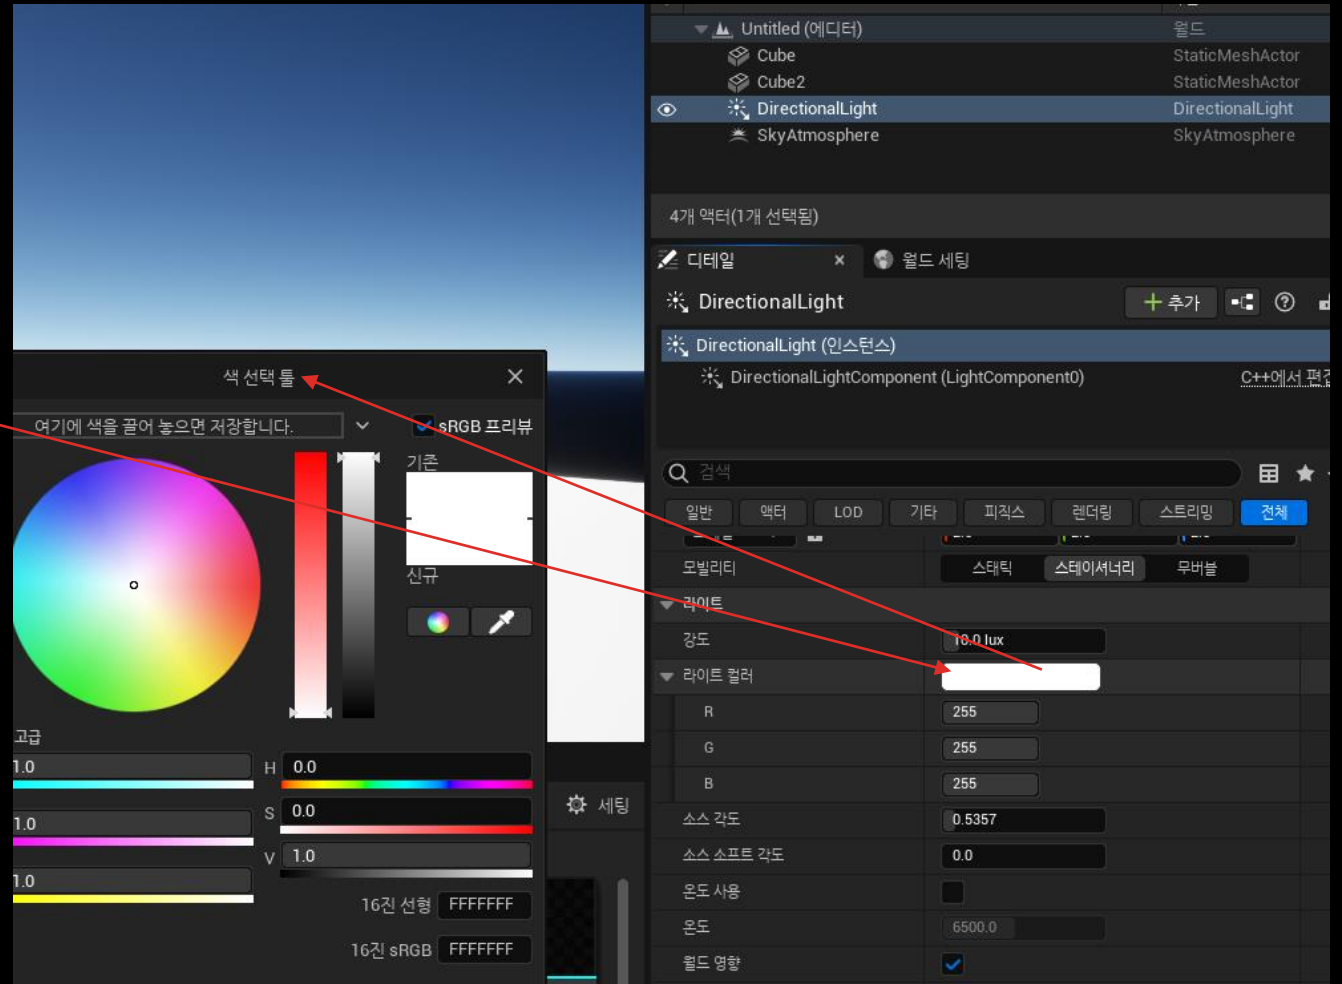 Untitled (에디터) 월드
Cube StaticMeshActor
Cube2 StaticMeshActor
DirectionalLight DirectionalLight
SkyAtmosphere SkyAtmosphere
4개 액터(1개 선택됨)
디테일 월드 세팅
DirectionalLight 추가
DirectionalLight (인스턴스)
DirectionalLightComponent (LightComponent0) C++에서 편집
검색
일반 액터 LOD 기타 피직스 렌더링 스트리밍 전체
모빌리티 스태틱 스테이셔너리 무버블
라이트
강도 10.0 lux
라이트 컬러
R 255
G 255
B 255
소스 각도 0.5357
소스 소프트 각도 0.0
온도 사용
온도 6500.0
월드 영향
색 선택 툴
여기에 색을 끌어 놓으면 저장합니다. sRGB 프리뷰
기존
신규
고급
1.0 H 0.0
1.0 S 0.0
1.0 V 1.0
16진 선형 FFFFFFF
16진 sRGB FFFFFFF
세팅